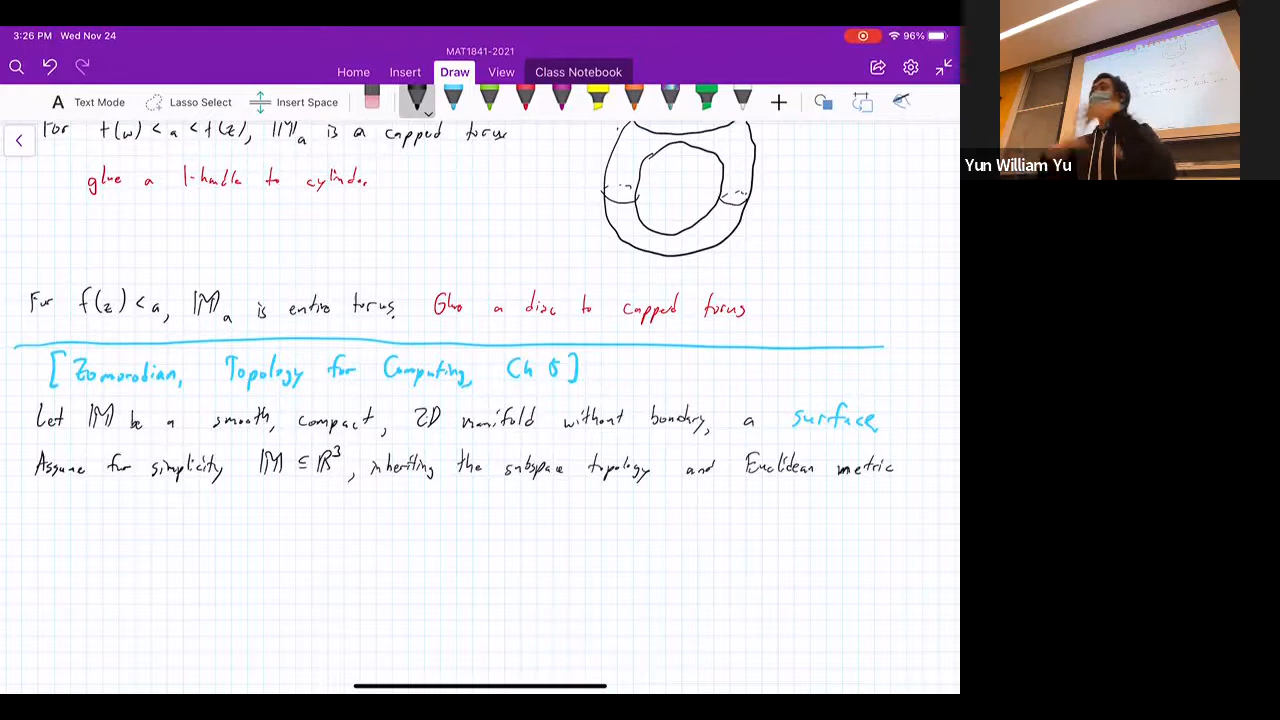 3:26 PM Wed Nov 24
96%
MAT1841-2021
Home Insert Draw View Class Notebook
A Text Mode Lasso Select Insert Space
For f(w) < a < f(z), 𝕄a is a capped torus
glue a 1-handle to cylinder
For f(z) < a, 𝕄a is entire torus. Glue a disc to capped torus
[Zomorodian, Topology for Computing, Ch 5]
Let 𝕄 be a smooth, compact, 2D manifold without boundary, a surface.
Assume for simplicity 𝕄 ⊆ ℝ³, inheriting the subspace topology and Euclidean metric
Yun William Yu